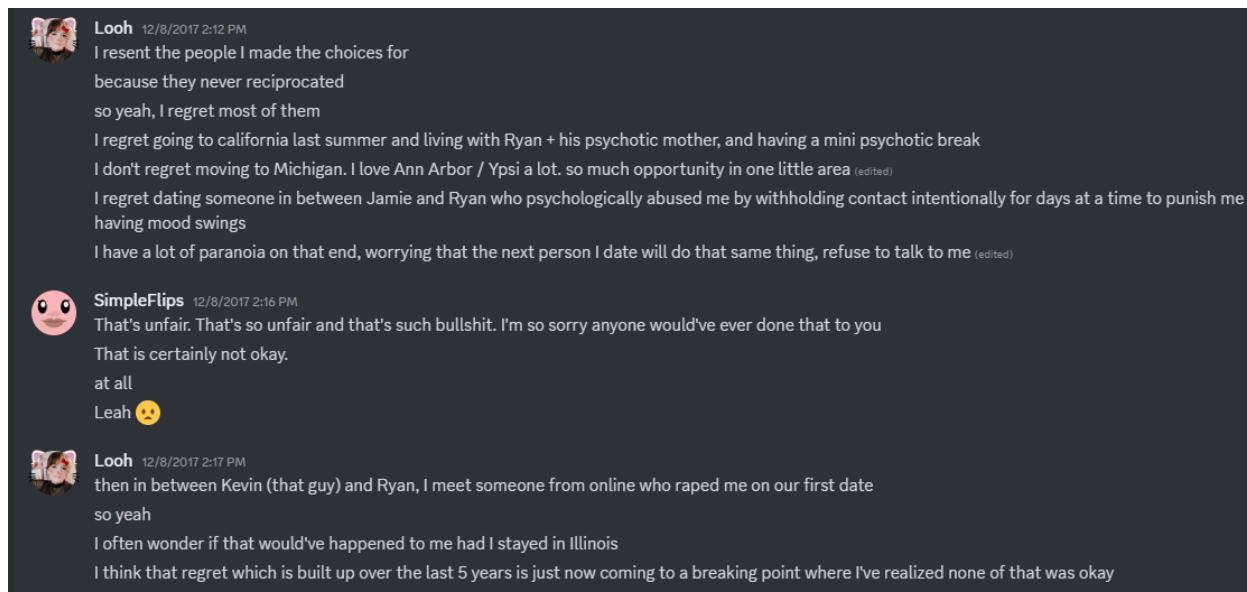 Looh 12/8/2017 2:12 PM
I resent the people I made the choices for
because they never reciprocated
so yeah, I regret most of them
I regret going to california last summer and living with Ryan + his psychotic mother, and having a mini psychotic break
I don't regret moving to Michigan. I love Ann Arbor / Ypsi a lot. so much opportunity in one little area (edited)
I regret dating someone in between Jamie and Ryan who psychologically abused me by withholding contact intentionally for days at a time to punish me
having mood swings
I have a lot of paranoia on that end, worrying that the next person I date will do that same thing, refuse to talk to me (edited)
SimpleFlips 12/8/2017 2:16 PM
That's unfair. That's so unfair and that's such bullshit. I'm so sorry anyone would've ever done that to you
That is certainly not okay.
at all
Leah
Looh 12/8/2017 2:17 PM
then in between Kevin (that guy) and Ryan, I meet someone from online who raped me on our first date
so yeah
I often wonder if that would've happened to me had I stayed in Illinois
I think that regret which is built up over the last 5 years is just now coming to a breaking point where I've realized none of that was okay